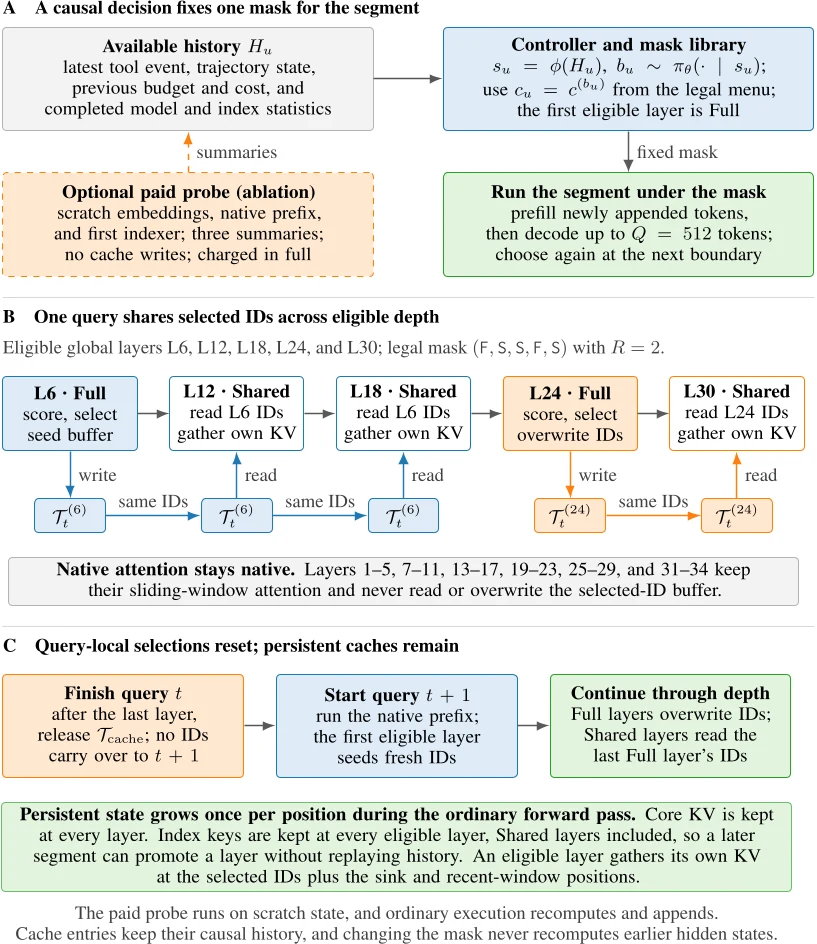 A A causal decision fixes one mask for the segment
Available history H_u
latest tool event, trajectory state,
previous budget and cost, and
completed model and index statistics
Controller and mask library
s_u = ϕ(H_u), b_u ∼ π_θ(· | s_u);
use c_u = c^(b_u) from the legal menu;
the first eligible layer is Full
summaries
fixed mask
Optional paid probe (ablation)
scratch embeddings, native prefix,
and first indexer; three summaries;
no cache writes; charged in full
Run the segment under the mask
prefill newly appended tokens,
then decode up to Q = 512 tokens;
choose again at the next boundary
B One query shares selected IDs across eligible depth
Eligible global layers L6, L12, L18, L24, and L30; legal mask (F, S, S, F, S) with R = 2.
L6 · Full
score, select
seed buffer
L12 · Shared
read L6 IDs
gather own KV
L18 · Shared
read L6 IDs
gather own KV
L24 · Full
score, select
overwrite IDs
L30 · Shared
read L24 IDs
gather own KV
write
read
read
write
read
same IDs
same IDs
same IDs
𝒯_t^(6)
𝒯_t^(6)
𝒯_t^(6)
𝒯_t^(24)
𝒯_t^(24)
Native attention stays native. Layers 1–5, 7–11, 13–17, 19–23, 25–29, and 31–34 keep
their sliding-window attention and never read or overwrite the selected-ID buffer.
C Query-local selections reset; persistent caches remain
Finish query t
after the last layer,
release 𝒯_cache; no IDs
carry over to t + 1
Start query t + 1
run the native prefix;
the first eligible layer
seeds fresh IDs
Continue through depth
Full layers overwrite IDs;
Shared layers read the
last Full layer's IDs
Persistent state grows once per position during the ordinary forward pass. Core KV is kept
at every layer. Index keys are kept at every eligible layer, Shared layers included, so a later
segment can promote a layer without replaying history. An eligible layer gathers its own KV
at the selected IDs plus the sink and recent-window positions.
The paid probe runs on scratch state, and ordinary execution recomputes and appends.
Cache entries keep their causal history, and changing the mask never recomputes earlier hidden states.